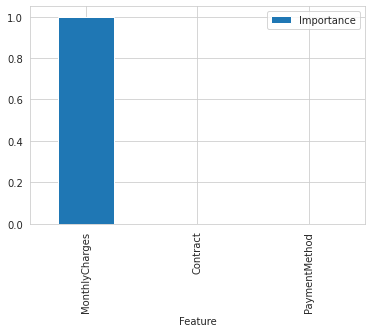 Importance
1.0
0.8
0.6
0.4
0.2
0.0
MonthlyCharges
Contract
PaymentMethod
Feature